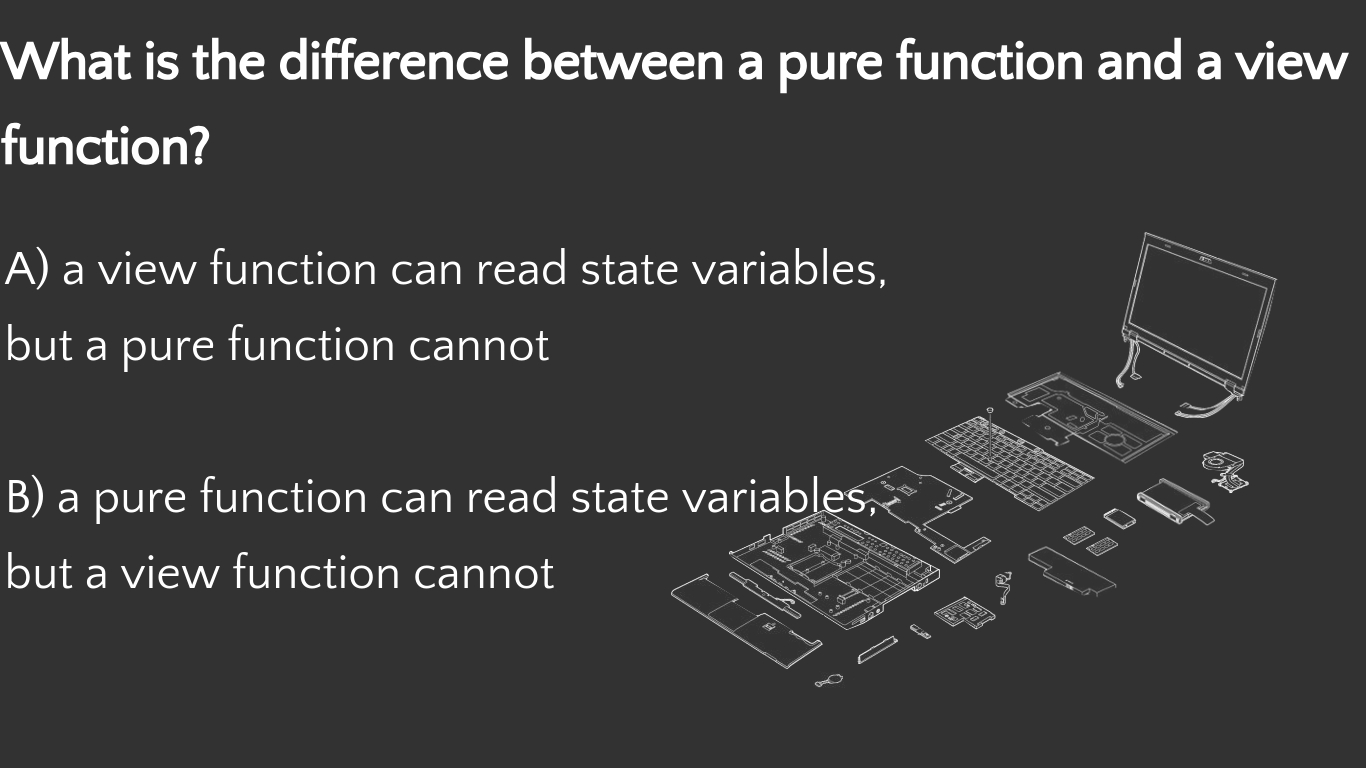 What is the difference between a pure function and a view
function?
A) a view function can read state variables,
but a pure function cannot
B) a pure function can read state variables,
but a view function cannot